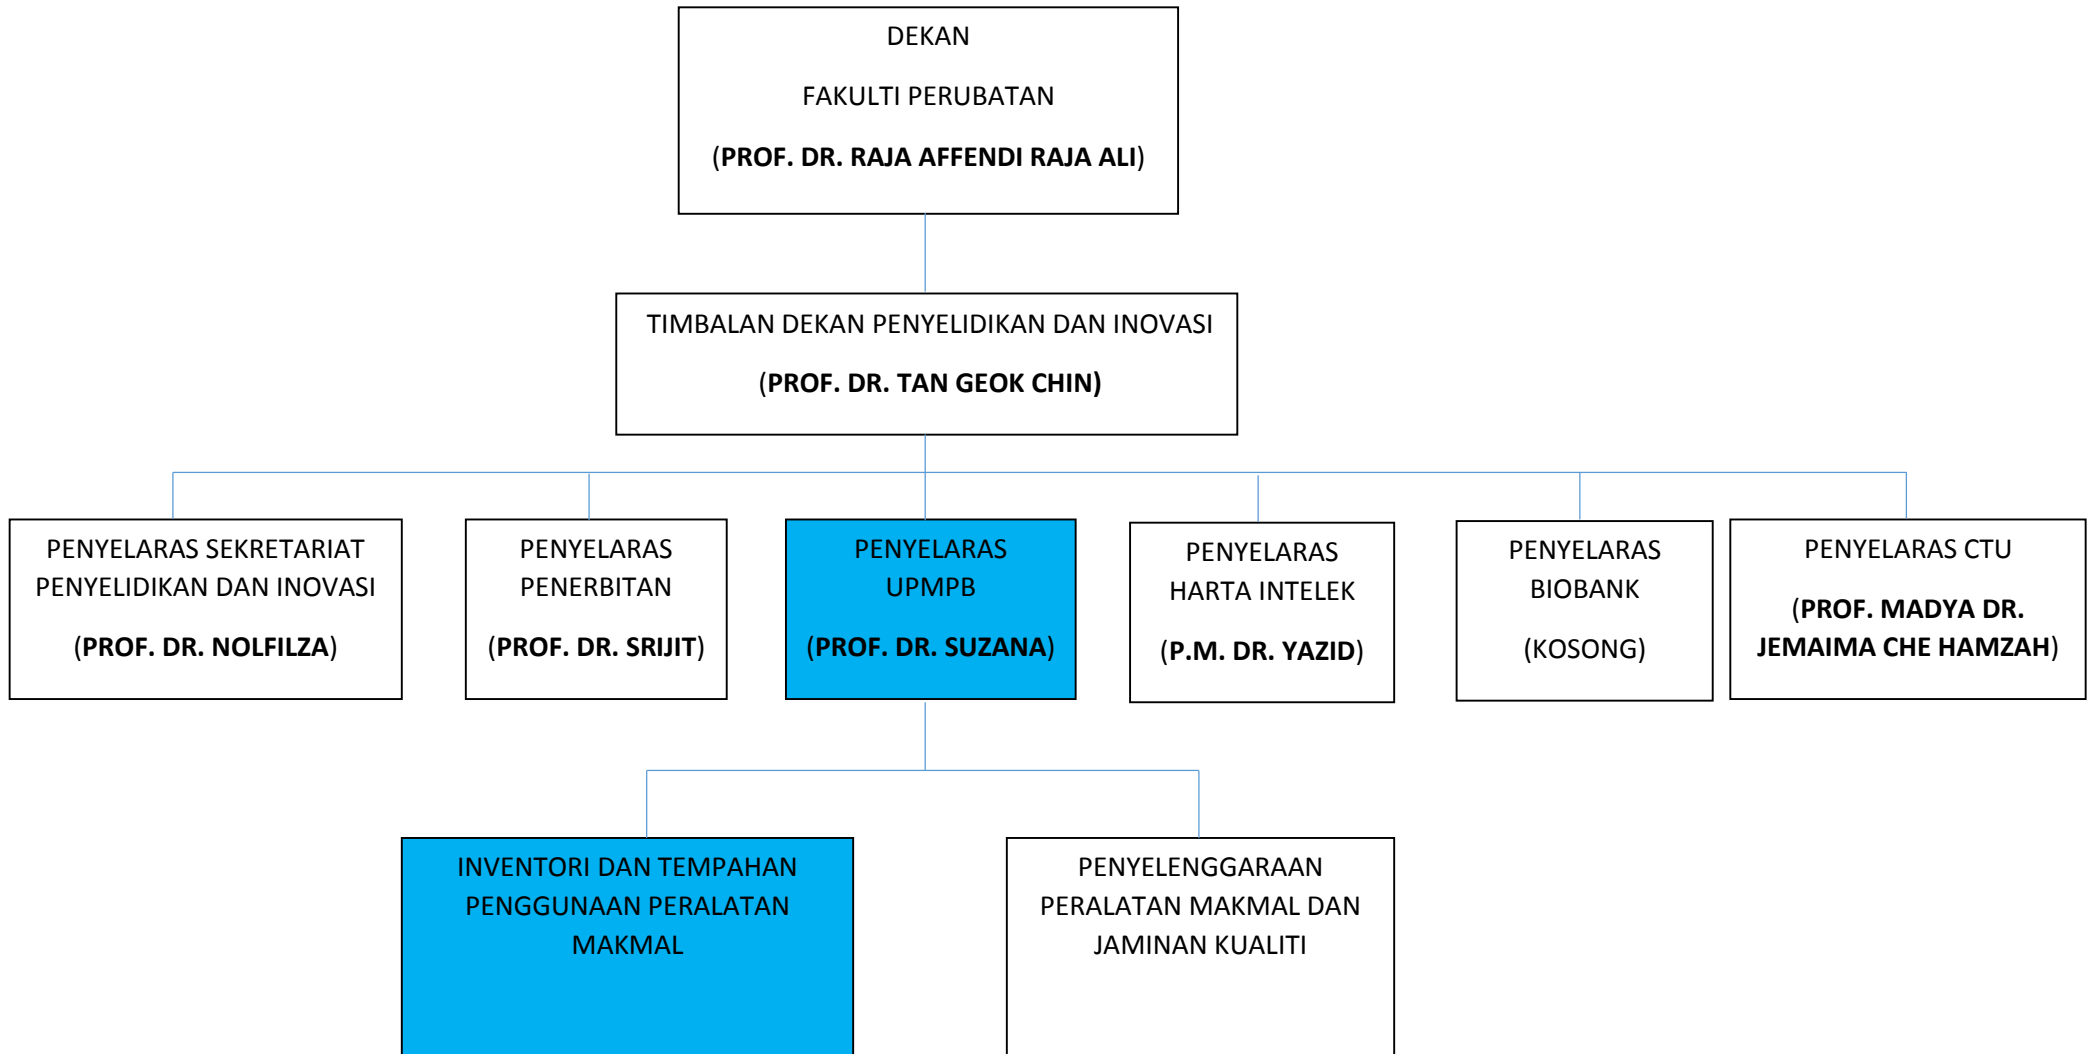 DEKAN
FAKULTI PERUBATAN
(PROF. DR. RAJA AFFENDI RAJA ALI)
TIMBALAN DEKAN PENYELIDIKAN DAN INOVASI
(PROF. DR. TAN GEOK CHIN)
PENYELARAS SEKRETARIAT
PENYELIDIKAN DAN INOVASI
(PROF. DR. NOLFILZA)
PENYELARAS
PENERBITAN
(PROF. DR. SRIJIT)
PENYELARAS
UPMPB
(PROF. DR. SUZANA)
PENYELARAS
HARTA INTELEK
(P.M. DR. YAZID)
PENYELARAS
BIOBANK
(KOSONG)
PENYELARAS CTU
(PROF. MADYA DR.
JEMAIMA CHE HAMZAH)
INVENTORI DAN TEMPAHAN
PENGGUNAAN PERALATAN
MAKMAL
PENYELENGGARAAN
PERALATAN MAKMAL DAN
JAMINAN KUALITI